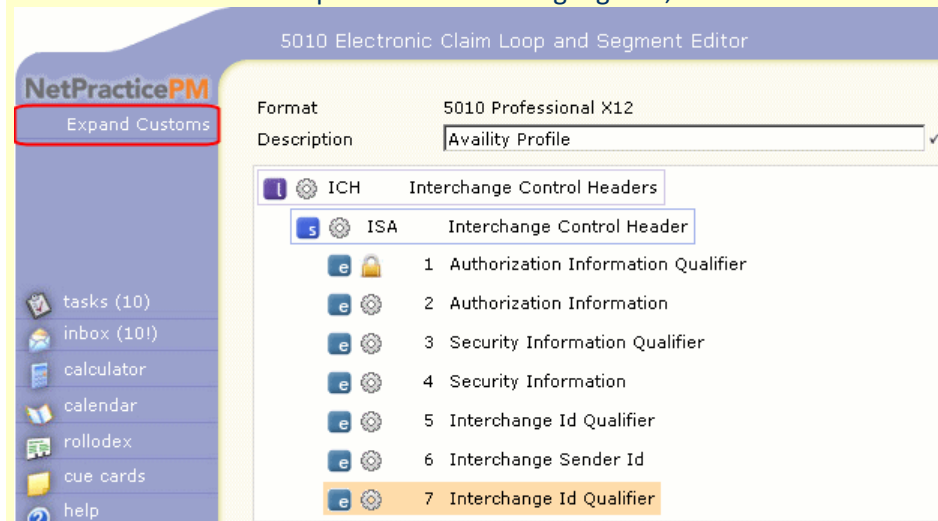 5010 Electronic Claim Loop and Segment Editor
NetPracticePM
Expand Customs
Format 5010 Professional X12
Description Availity Profile
l ICH Interchange Control Headers
s ISA Interchange Control Header
e 1 Authorization Information Qualifier
e 2 Authorization Information
e 3 Security Information Qualifier
e 4 Security Information
e 5 Interchange Id Qualifier
e 6 Interchange Sender Id
e 7 Interchange Id Qualifier
tasks (10)
inbox (10!)
calculator
calendar
rollodex
cue cards
help